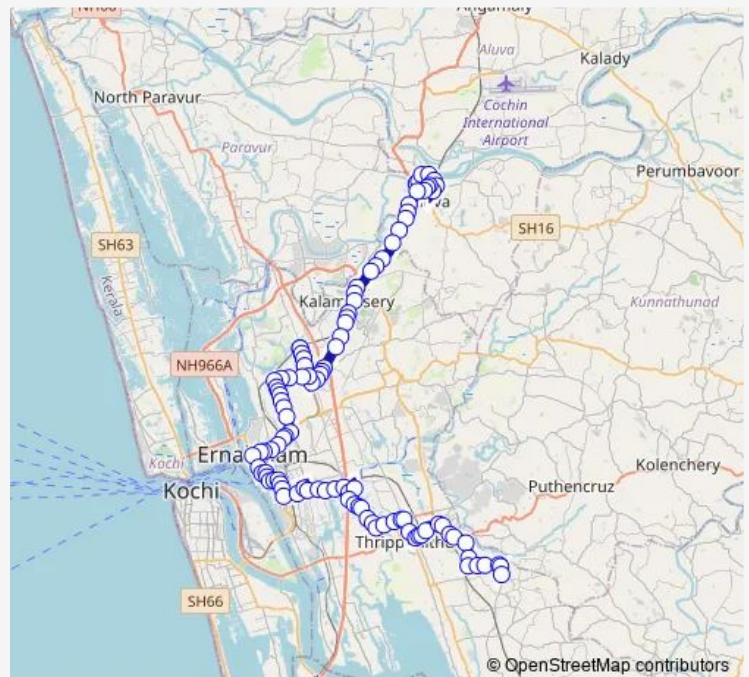 NH66
Angamaly
Aluva
Kalady
North Paravur
Cochin
International
Airport
Paravur
Perumbavoor
SH16
SH63
Kerala
Kunnathunad
NH966A
Kochi
Kolenchery
Kochi
Puthencruz
SH66
© OpenStreetMap contributors